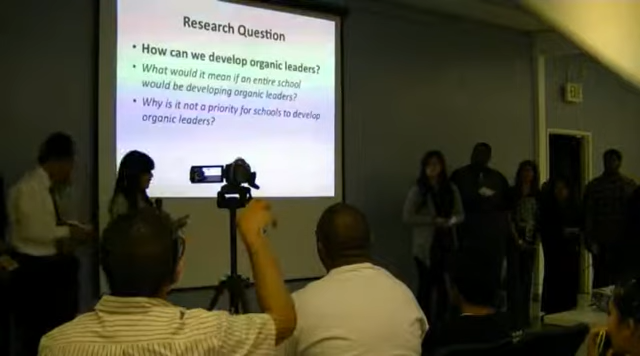 Research Question
• How can we develop organic leaders?
• What would it mean if an entire school
would be developing organic leaders?
• Why is it not a priority for schools to develop
organic leaders?
EXIT